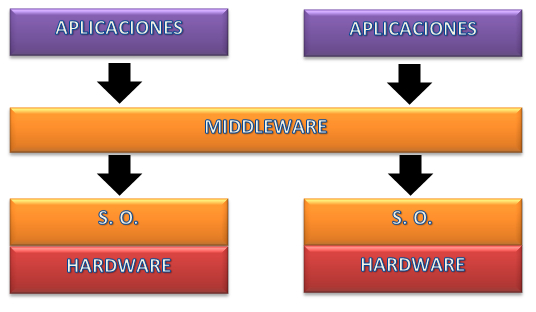 APLICACIONES
APLICACIONES
MIDDLEWARE
S. O.
S. O.
HARDWARE
HARDWARE